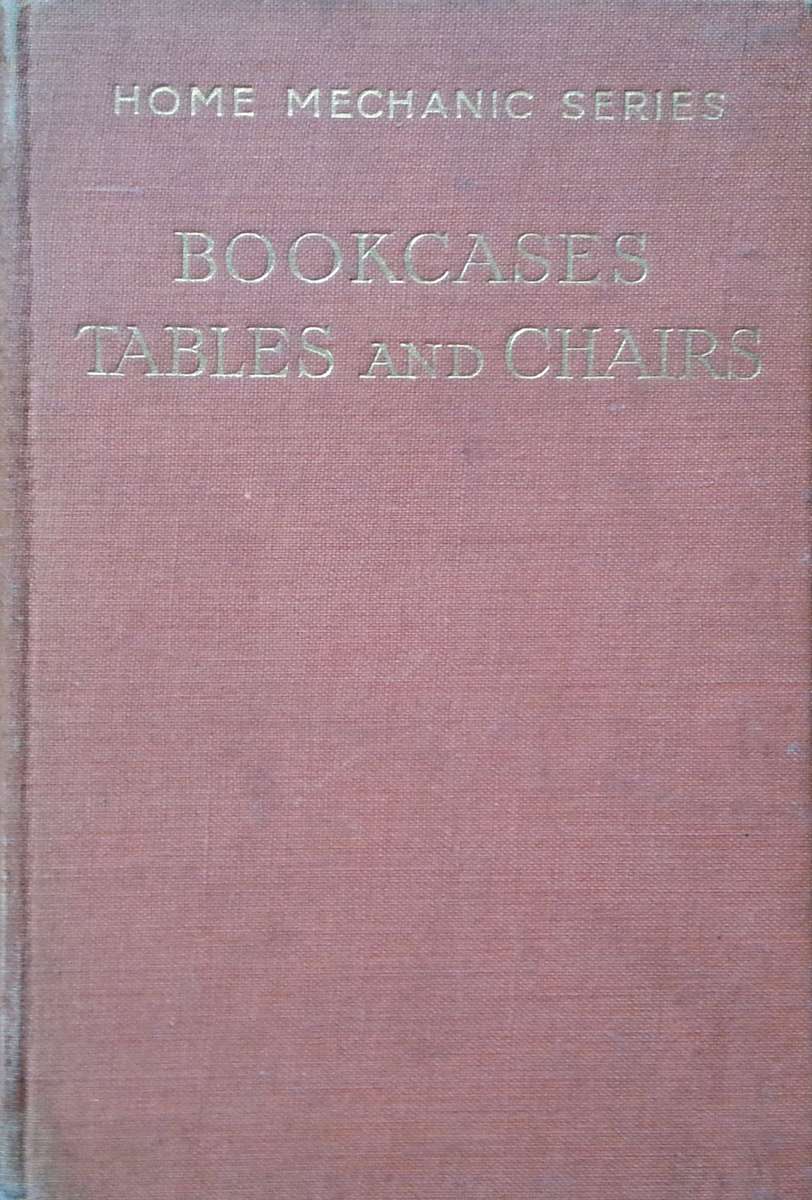 HOME MECHANIC SERIES
BOOKCASES
TABLES AND CHAIRS